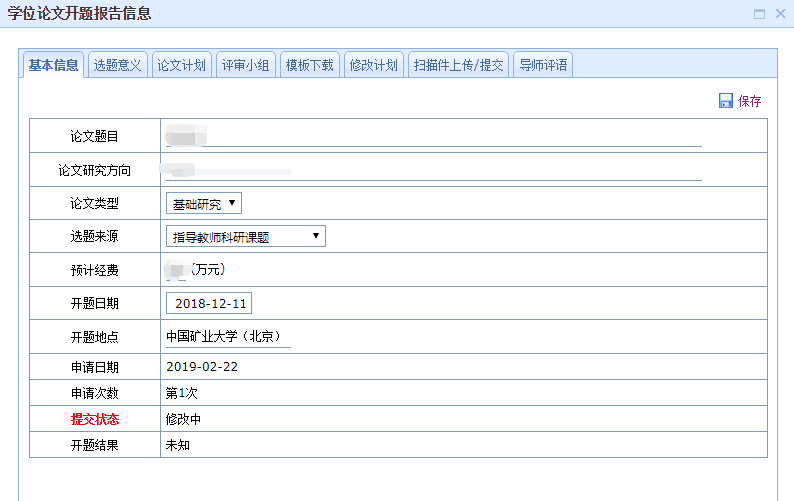 学位论文开题报告信息
基本信息 选题意义 论文计划 评审小组 模板下载 修改计划 扫描件上传/提交 导师评语
保存
论文题目
论文研究方向
论文类型 基础研究
选题来源 指导教师科研课题
预计经费 (万元)
开题日期 2018-12-11
开题地点 中国矿业大学（北京）
申请日期 2019-02-22
申请次数 第1次
提交状态 修改中
开题结果 未知